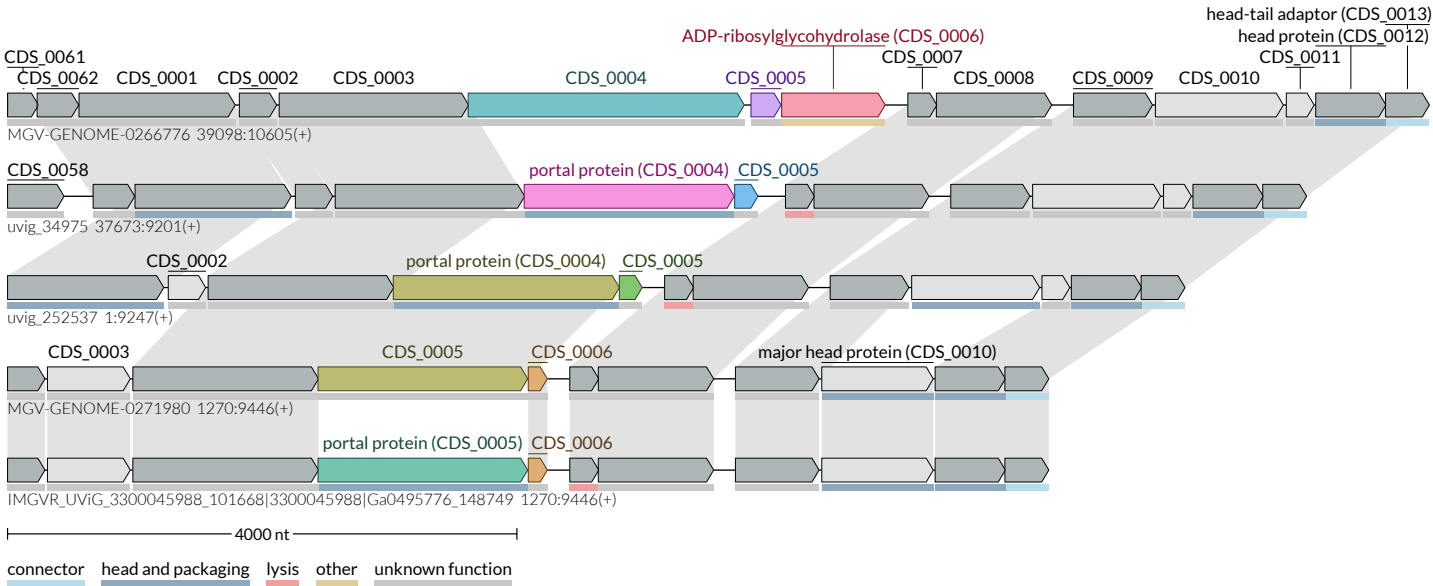 head-tail adaptor (CDS_0013)
ADP-ribosylglycohydrolase (CDS_0006) head protein (CDS_0012)
CDS_0061 CDS_0007 CDS_0011
CDS_0062 CDS_0001 CDS_0002 CDS_0003 CDS_0004 CDS_0005 CDS_0008 CDS_0009 CDS_0010
MGV-GENOME-0266776 39098:10605(+)
CDS_0058 portal protein (CDS_0004) CDS_0005
uvig_34975 37673:9201(+)
CDS_0002 portal protein (CDS_0004) CDS_0005
uvig_252537 1:9247(+)
CDS_0003 CDS_0005 CDS_0006 major head protein (CDS_0010)
MGV-GENOME-0271980 1270:9446(+)
portal protein (CDS_0005) CDS_0006
IMGVR_UViG_3300045988_101668|3300045988|Ga0495776_148749 1270:9446(+)
4000 nt
connector head and packaging lysis other unknown function